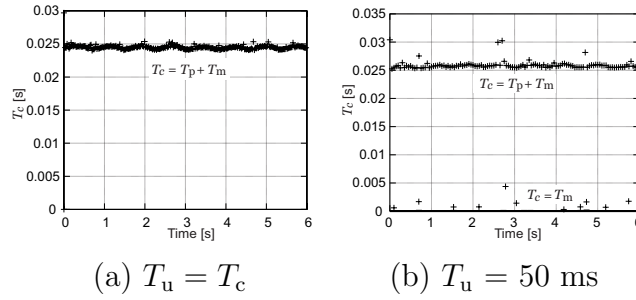 0.03
0.025
0.02
0.015
0.01
0.005
0
T_c [s]
T_c = T_p + T_m
0 1 2 3 4 5 6
Time [s]
(a) T_u = T_c
0.035
0.03
0.025
0.02
0.015
0.01
0.005
0
T_c [s]
T_c = T_p + T_m
T_c = T_m
0 1 2 3 4 5 6
Time [s]
(b) T_u = 50 ms